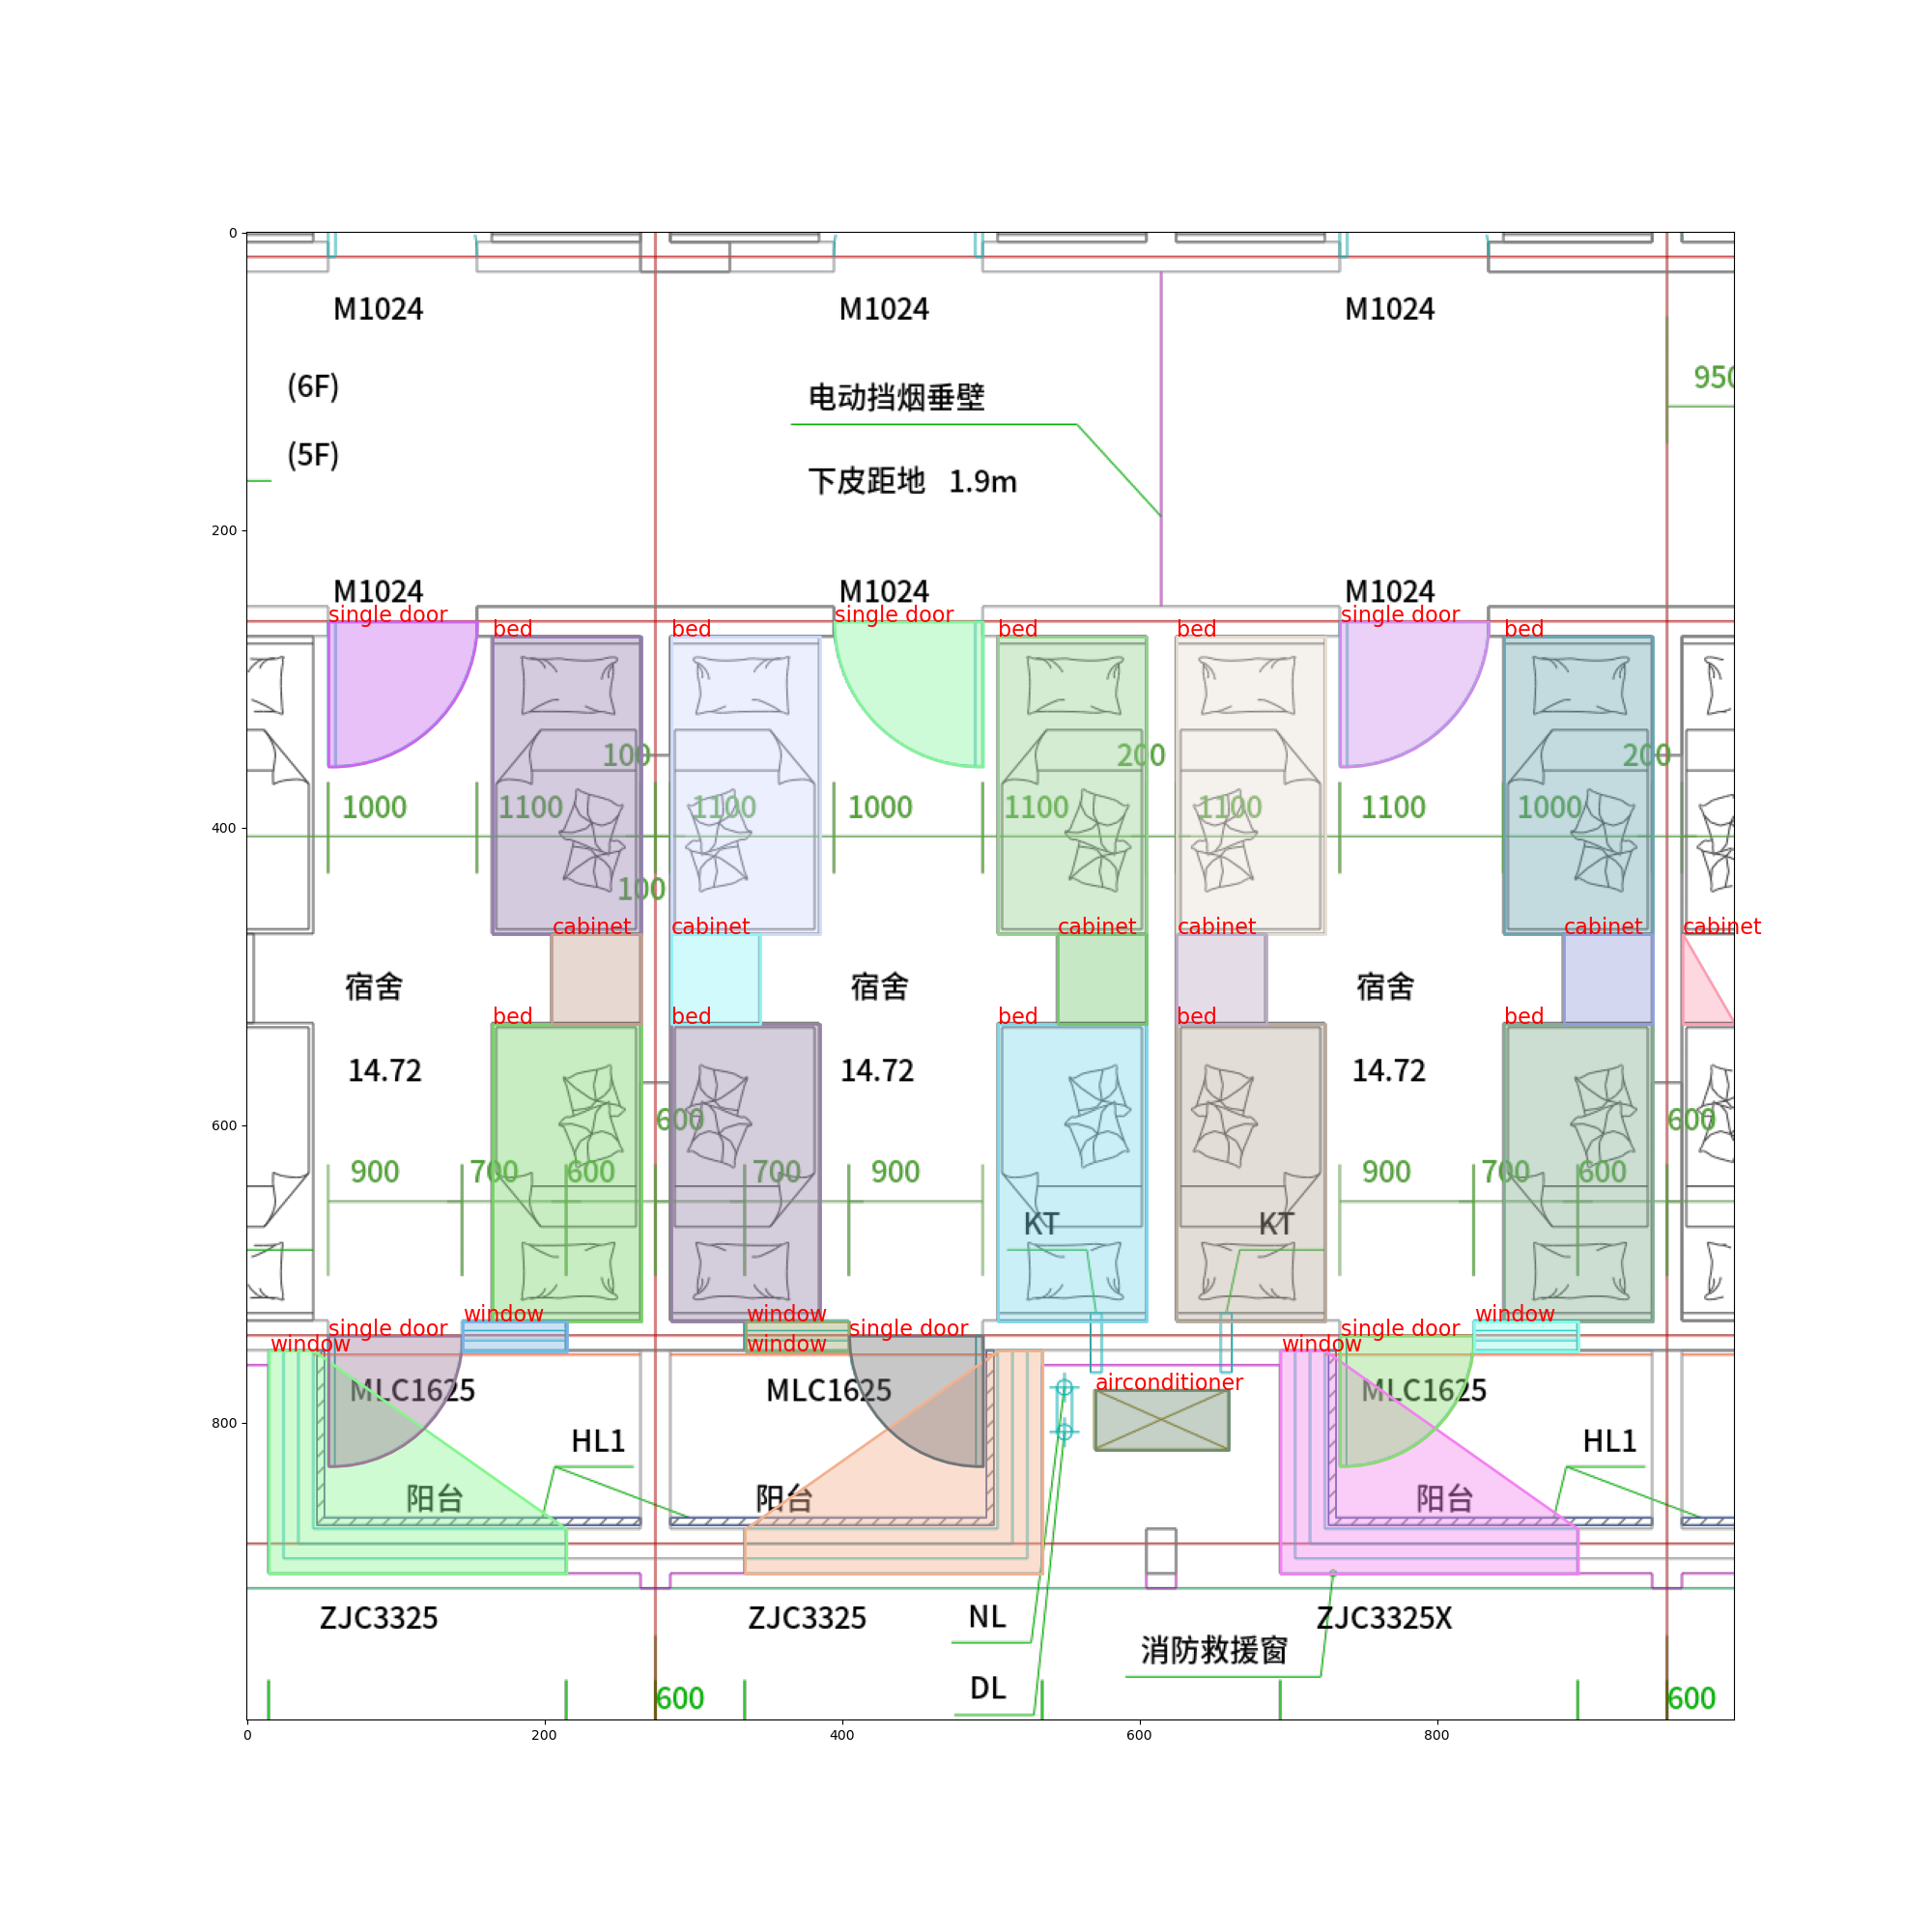 0
M1024 M1024 M1024
(6F)
950
电动挡烟垂壁
(5F)
下皮距地 1.9m
200
M1024 M1024 M1024
single door single door single door
bed bed bed bed bed
100 200 200
1000 1100 1100 1000 1100 1100 1100 1000
400
100
cabinet cabinet cabinet cabinet cabinet cabinet
宿舍 宿舍 宿舍
bed bed bed bed bed
14.72 14.72 14.72
600 600 600
900 700 600 700 900 900 700 600
KT KT
window window window
single door single door single door
window window window
airconditioner
MLC1625 MLC1625 MLC1625
800
HL1 HL1
阳台 阳台 阳台
ZJC3325 ZJC3325 NL ZJC3325X
消防救援窗
DL
600 600
0 200 400 600 800